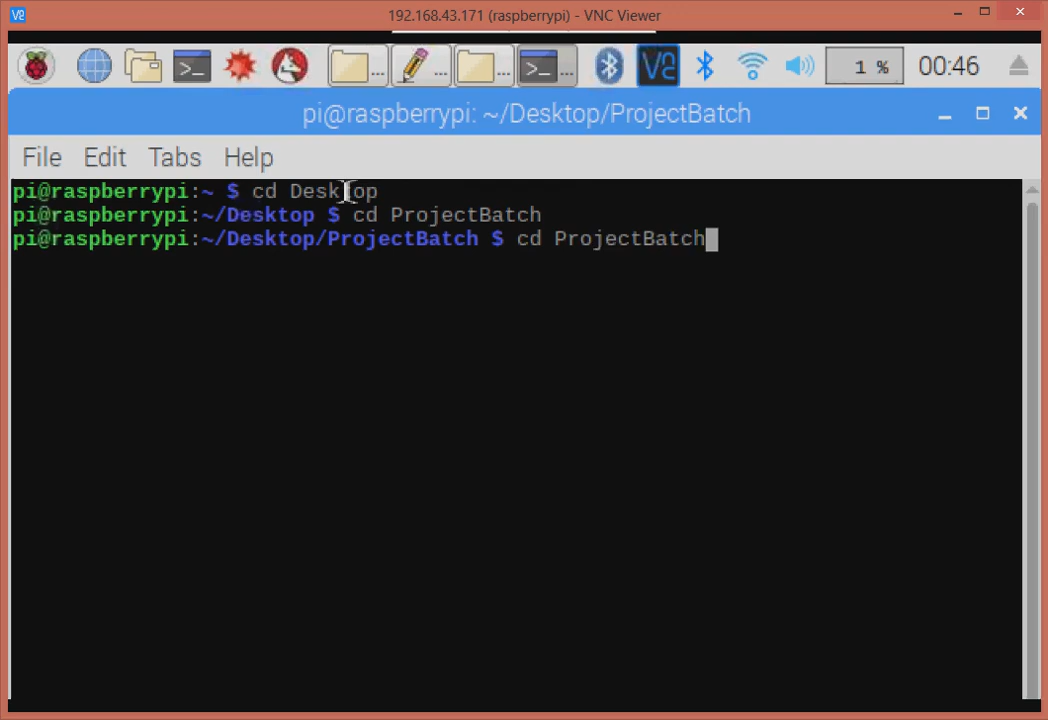 192.168.43.171 (raspberrypi) - VNC Viewer
1 %
00:46
pi@raspberrypi: ~/Desktop/ProjectBatch
File Edit Tabs Help
pi@raspberrypi:~ $ cd Desktop
pi@raspberrypi:~/Desktop $ cd ProjectBatch
pi@raspberrypi:~/Desktop/ProjectBatch $ cd ProjectBatch